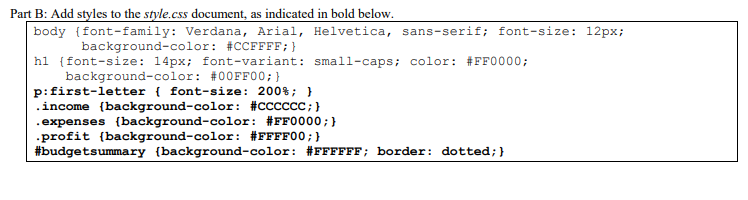 Part B: Add styles to the style.css document, as indicated in bold below.
body {font-family: Verdana, Arial, Helvetica, sans-serif; font-size: 12px;
background-color: #CCFFFF;}
h1 {font-size: 14px; font-variant: small-caps; color: #FF0000;
background-color: #00FF00;}
p:first-letter { font-size: 200%; }
.income {background-color: #CCCCCC;}
.expenses {background-color: #FF0000;}
.profit {background-color: #FFFF00;}
#budgetsummary {background-color: #FFFFFF; border: dotted;}